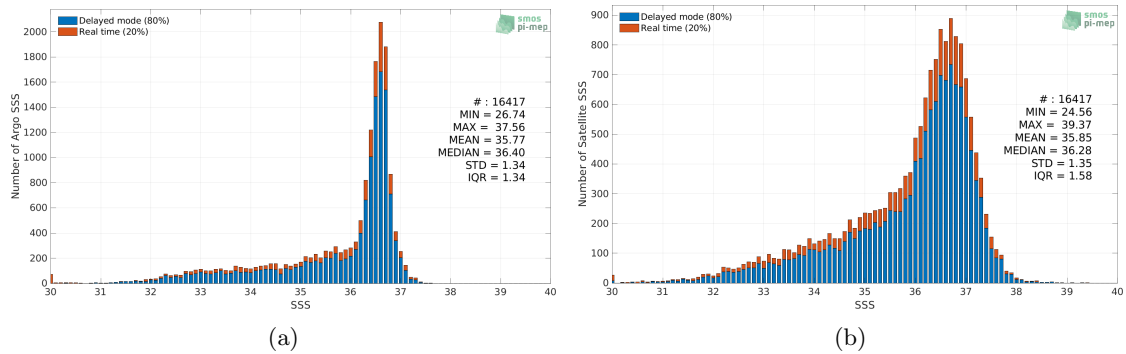 Delayed mode (80%)
Real time (20%)
smos
pi-mep
2000
1800
1600
1400
1200
1000
800
600
400
200
0
Number of Argo SSS
# : 16417
MIN = 26.74
MAX = 37.56
MEAN = 35.77
MEDIAN = 36.40
STD = 1.34
IQR = 1.34
30 31 32 33 34 35 36 37 38 39 40
SSS
(a)
Delayed mode (80%)
Real time (20%)
smos
pi-mep
900
800
700
600
500
400
300
200
100
0
Number of Satellite SSS
# : 16417
MIN = 24.56
MAX = 39.37
MEAN = 35.85
MEDIAN = 36.28
STD = 1.35
IQR = 1.58
30 31 32 33 34 35 36 37 38 39 40
SSS
(b)